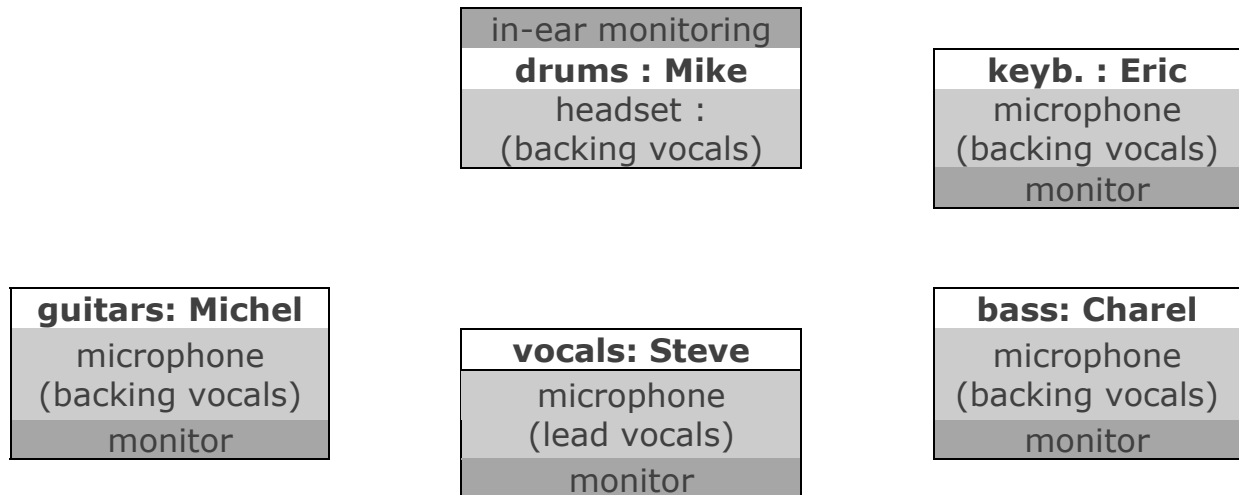 in-ear monitoring
drums : Mike
headset :
(backing vocals)
keyb. : Eric
microphone
(backing vocals)
monitor
guitars: Michel
microphone
(backing vocals)
monitor
vocals: Steve
microphone
(lead vocals)
monitor
bass: Charel
microphone
(backing vocals)
monitor